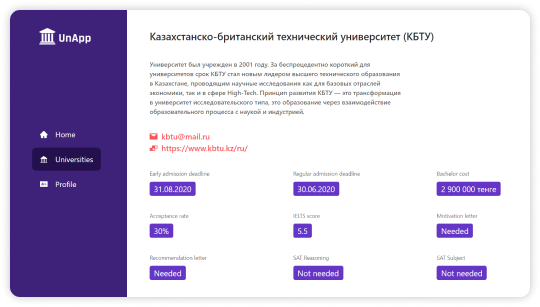 UnApp
Home
Universities
Profile
Казахстанско-британский технический университет (КБТУ)
Университет был учрежден в 2001 году. За беспрецедентно короткий для
университетов срок КБТУ стал новым лидером высшего технического образования
в Казахстане, проводящим научные исследования как для базовых отраслей
экономики, так и в сфере High-Tech. Принцип развития КБТУ — это трансформация
в университет исследовательского типа, это образование через взаимодействие
образовательного процесса с наукой и индустрией.
kbtu@mail.ru
https://www.kbtu.kz/ru/
Early admission deadline Regular admission deadline Bachelor cost
31.08.2020 30.06.2020 2 900 000 тенге
Acceptance rate IELTS score Motivation letter
30% 5.5 Needed
Recommendation letter SAT Reasoning SAT Subject
Needed Not needed Not needed